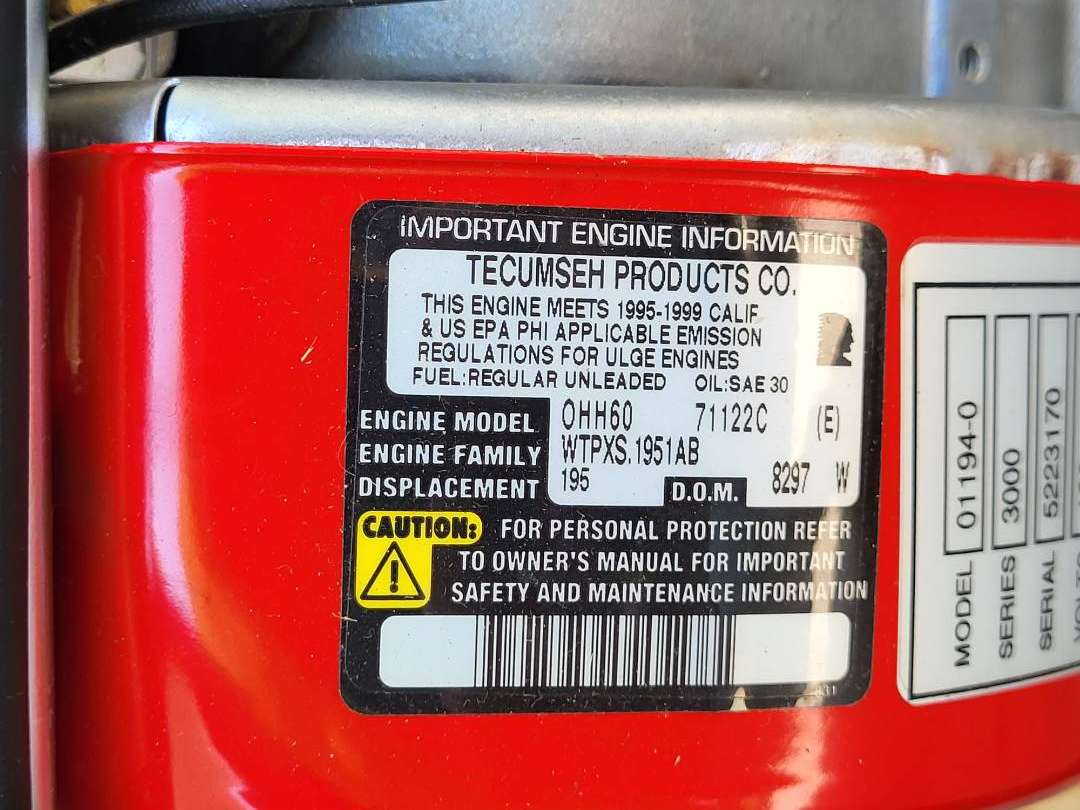 IMPORTANT ENGINE INFORMATION
TECUMSEH PRODUCTS CO.
THIS ENGINE MEETS 1995-1999 CALIF
& US EPA PHI APPLICABLE EMISSION
REGULATIONS FOR ULGE ENGINES
FUEL:REGULAR UNLEADED OIL:SAE 30
ENGINE MODEL OHH60 71122C (E)
ENGINE FAMILY WTPXS.1951AB
DISPLACEMENT 195 D.O.M. 8297 W
CAUTION: FOR PERSONAL PROTECTION REFER
TO OWNER'S MANUAL FOR IMPORTANT
SAFETY AND MAINTENANCE INFORMATION
MODEL 01194-0
SERIES 3000
SERIAL 5223170